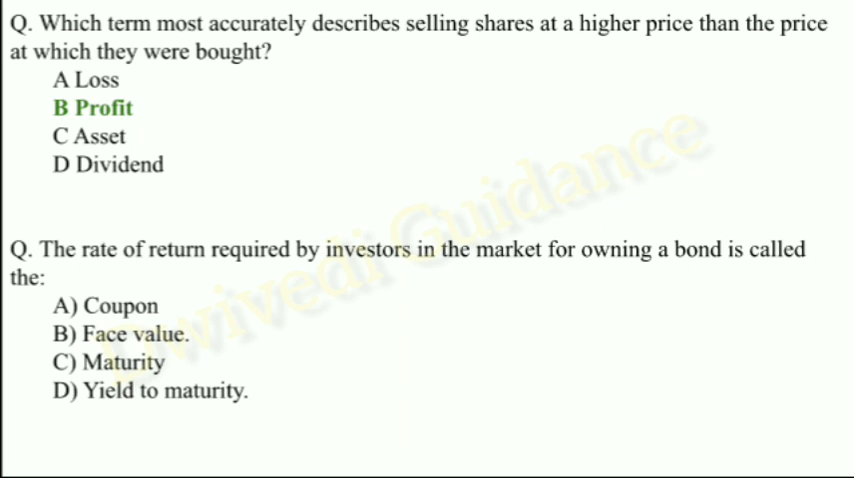 Q. Which term most accurately describes selling shares at a higher price than the price
at which they were bought?
A Loss
B Profit
C Asset
D Dividend
Q. The rate of return required by investors in the market for owning a bond is called
the:
A) Coupon
B) Face value.
C) Maturity
D) Yield to maturity.
Dwivedi Guidance